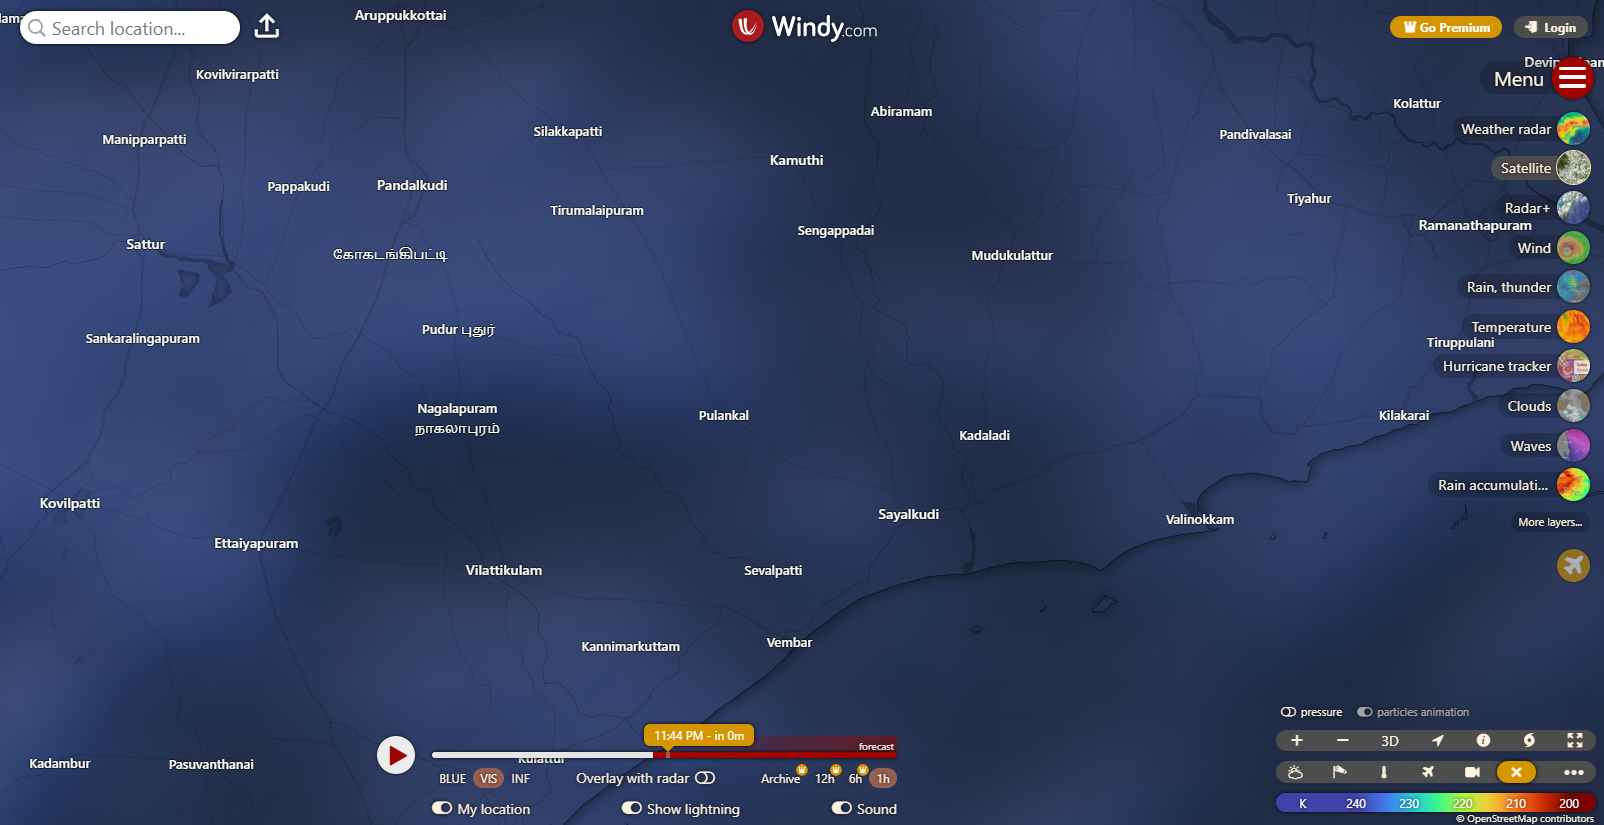 Search location...
Windy.com
Go Premium
Login
Menu
Weather radar
Satellite
Radar+
Wind
Rain, thunder
Temperature
Hurricane tracker
Clouds
Waves
Rain accumulati...
More layers...
Aruppukkottai
Kovilvirarpatti
Kolattur
Abiramam
Silakkapatti
Pandivalasai
Manipparpatti
Kamuthi
Pappakudi
Pandalkudi
Tiyahur
Tirumalaipuram
Ramanathapuram
Sengappadai
Sattur
கோகடங்கிபட்டி
Mudukulattur
Pudur புதுர்
Sankaralingapuram
Tiruppulani
Nagalapuram
நாகலாபுரம்
Pulankal
Kilakarai
Kadaladi
Kovilpatti
Sayalkudi
Valinokkam
Ettaiyapuram
Vilattikulam
Sevalpatti
Kannimarkuttam
Vembar
Kadambur
Pasuvanthanai
Kulattur
11:44 PM - in 0m
forecast
BLUE VIS INF
Overlay with radar
Archive 12h 6h 1h
My location
Show lightning
Sound
pressure
particles animation
3D
K 240 230 220 210 200
© OpenStreetMap contributors